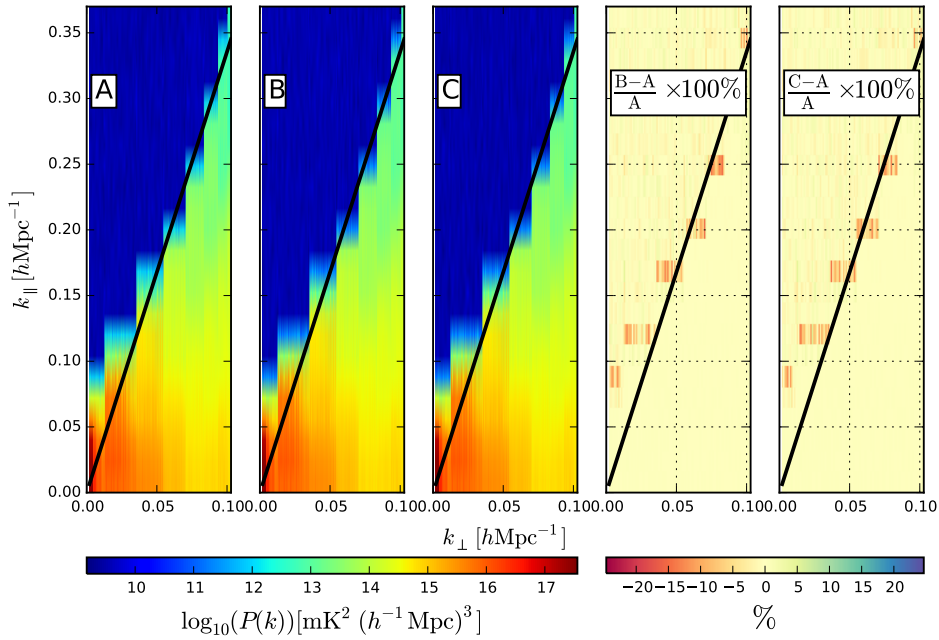 A
B
C
B−A/A ×100%
C−A/A ×100%
0.35
0.30
0.25
0.20
0.15
0.10
0.05
0.00
k∥ [hMpc⁻¹]
0.00 0.05 0.100.00 0.05 0.100.00 0.05 0.100.00 0.05 0.100.00 0.05 0.10
k⊥ [hMpc⁻¹]
10 11 12 13 14 15 16 17
−20 −15 −10 −5 0 5 10 15 20
log₁₀(P(k))[mK² (h⁻¹ Mpc)³]
%